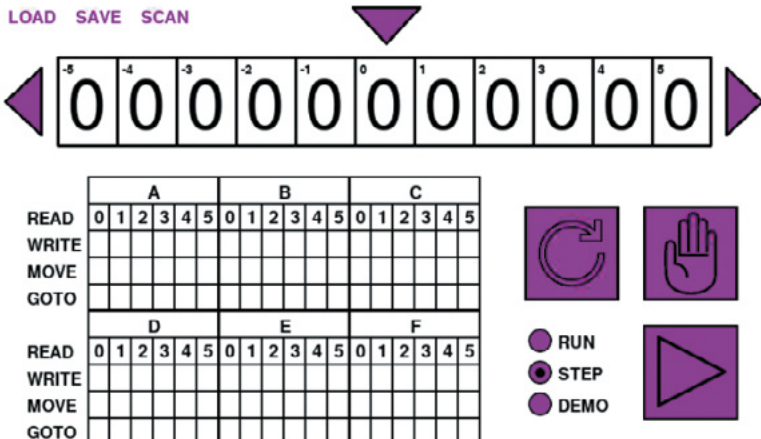 LOAD SAVE SCAN
-5 -4 -3 -2 -1 0 1 2 3 4 5
0 0 0 0 0 0 0 0 0 0 0
A B C
READ 0 1 2 3 4 5 0 1 2 3 4 5 0 1 2 3 4 5
WRITE
MOVE
GOTO
D E F
READ 0 1 2 3 4 5 0 1 2 3 4 5 0 1 2 3 4 5
WRITE
MOVE
GOTO
RUN
STEP
DEMO